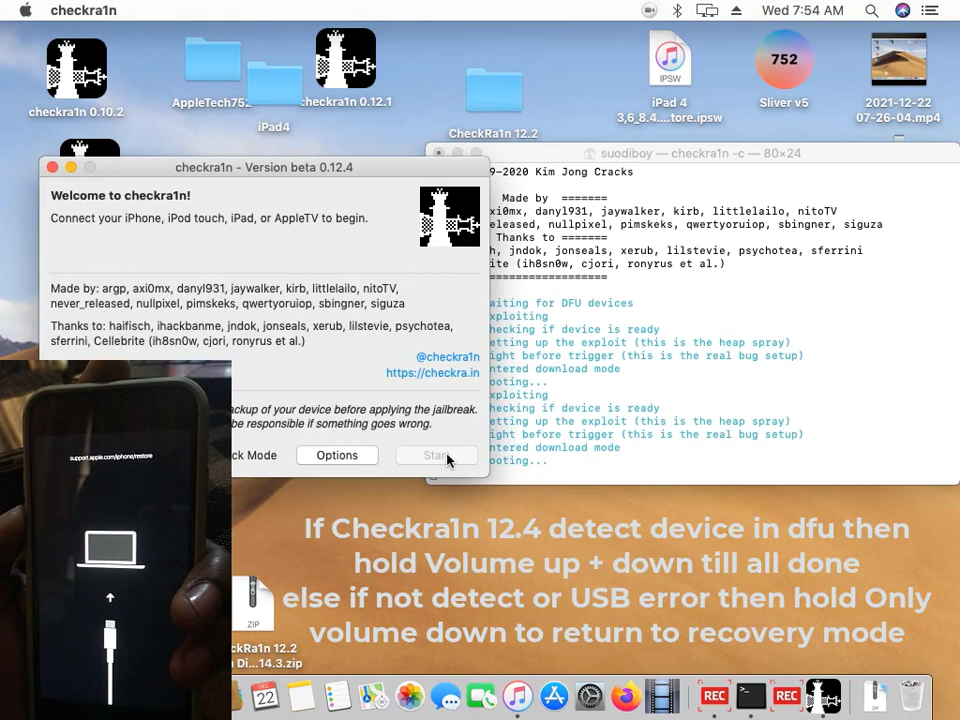 checkra1n
Wed 7:54 AM
checkra1n 0.10.2
AppleTech752
iPad4
checkra1n 0.12.1
CheckRa1n 12.2
IPSW
iPad 4
3,6_8.4....tore.ipsw
752
Sliver v5
2021-12-22
07-26-04.mp4
checkra1n - Version beta 0.12.4
Welcome to checkra1n!
Connect your iPhone, iPod touch, iPad, or AppleTV to begin.
Made by: argp, axi0mx, danyl931, jaywalker, kirb, littlelailo, nitoTV,
never_released, nullpixel, pimskeks, qwertyoruiop, sbingner, siguza
Thanks to: haifisch, ihackbanme, jndok, jonseals, xerub, lilstevie, psychotea,
sferrini, Cellebrite (ih8sn0w, cjori, ronyrus et al.)
@checkra1n
https://checkra.in
ackup of your device before applying the jailbreak.
be responsible if something goes wrong.
ck Mode
Options
Start
suodiboy — checkra1n -c — 80×24
9-2020 Kim Jong Cracks
Made by =======
xi0mx, danyl931, jaywalker, kirb, littlelailo, nitoTV
eleased, nullpixel, pimskeks, qwertyoruiop, sbingner, siguza
Thanks to =======
h, jndok, jonseals, xerub, lilstevie, psychotea, sferrini
ite (ih8sn0w, cjori, ronyrus et al.)
===================
aiting for DFU devices
xploiting
hecking if device is ready
etting up the exploit (this is the heap spray)
ight before trigger (this is the real bug setup)
ntered download mode
ooting...
xploiting
hecking if device is ready
etting up the exploit (this is the heap spray)
ight before trigger (this is the real bug setup)
ntered download mode
ooting...
support.apple.com/iphone/restore
If Checkra1n 12.4 detect device in dfu then
hold Volume up + down till all done
else if not detect or USB error then hold Only
volume down to return to recovery mode
ZIP
ckRa1n 12.2
n Di...14.3.zip
DEC
22
REC
REC
ZIP